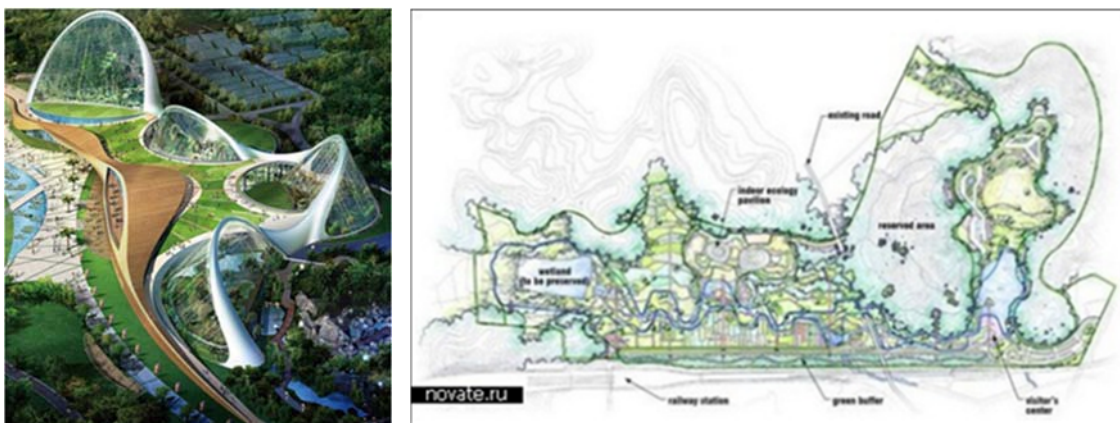 existing road
indoor ecology
pavilion
reserved area
wetland
(to be preserved)
novate.ru
railway station
green buffer
visitor's
center